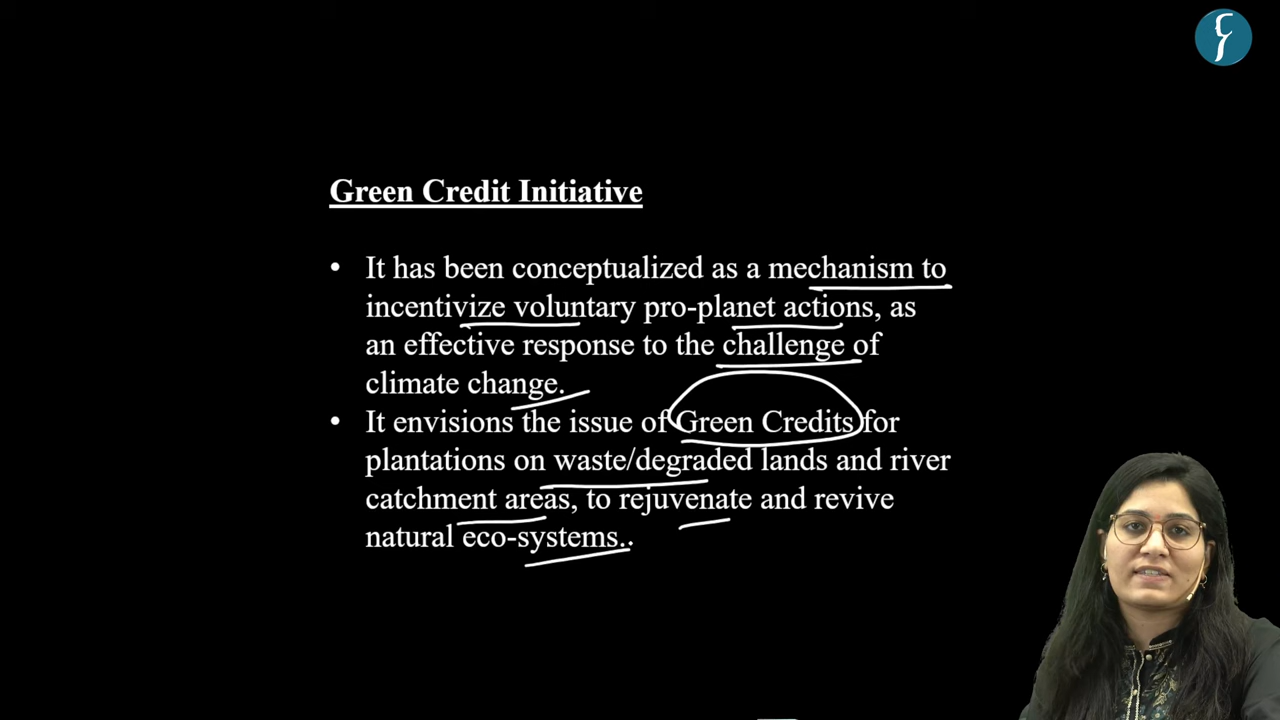 Green Credit Initiative
• It has been conceptualized as a mechanism to
incentivize voluntary pro-planet actions, as
an effective response to the challenge of
climate change.
• It envisions the issue of Green Credits for
plantations on waste/degraded lands and river
catchment areas, to rejuvenate and revive
natural eco-systems..